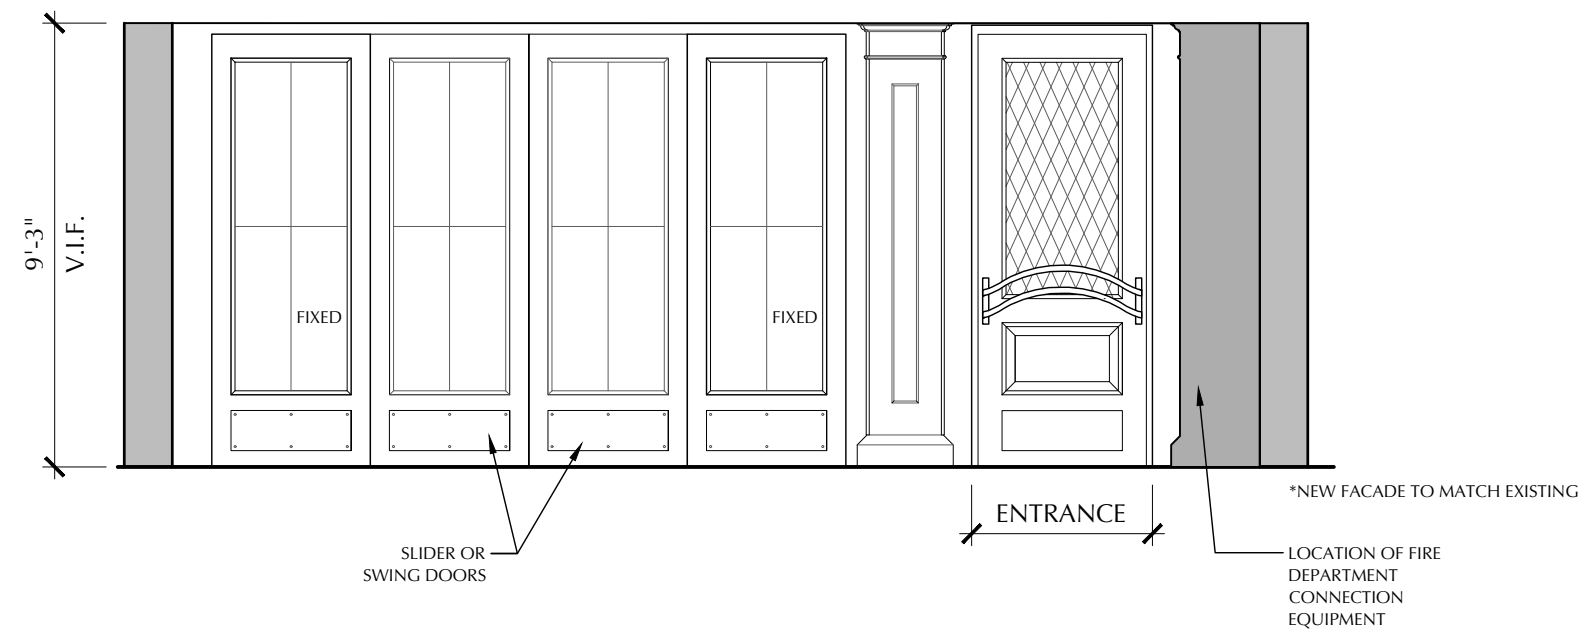 9'-3"
V.I.F.
FIXED
FIXED
*NEW FACADE TO MATCH EXISTING
ENTRANCE
SLIDER OR
SWING DOORS
LOCATION OF FIRE
DEPARTMENT
CONNECTION
EQUIPMENT